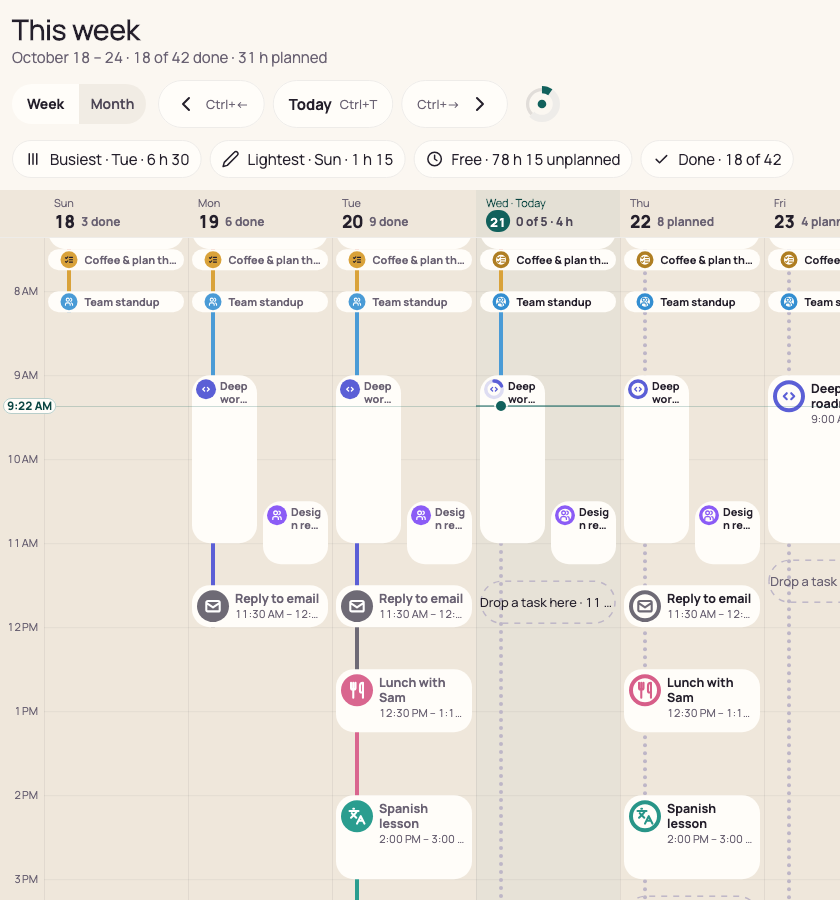 This week
October 18 – 24 · 18 of 42 done · 31 h planned
Week Month Ctrl+← Today Ctrl+T Ctrl+→
Busiest · Tue · 6 h 30 Lightest · Sun · 1 h 15 Free · 78 h 15 unplanned Done · 18 of 42
Sun Mon Tue Wed · Today Thu Fri
18 3 done 19 6 done 20 9 done 21 0 of 5 · 4 h 22 8 planned 23 4 plann
Coffee & plan th… Coffee & plan th… Coffee & plan th… Coffee & plan th… Coffee & plan th… Coffee
8 AM Team standup Team standup Team standup Team standup Team standup Team s
9 AM
Deep Deep Deep Deep Deep
wor… wor… wor… wor… roadr
9:22 AM 9:00 A
10 AM
Desig Desig Desig Desig
n re… n re… n re… n re…
11 AM
Drop a task
Reply to email Reply to email Drop a task here · 11 … Reply to email
11:30 AM – 12:… 11:30 AM – 12:… 11:30 AM – 12:…
12 PM
Lunch with Lunch with
Sam Sam
12:30 PM – 1:1… 12:30 PM – 1:1…
1 PM
2 PM
Spanish Spanish
lesson lesson
2:00 PM – 3:00 … 2:00 PM – 3:00 …
3 PM